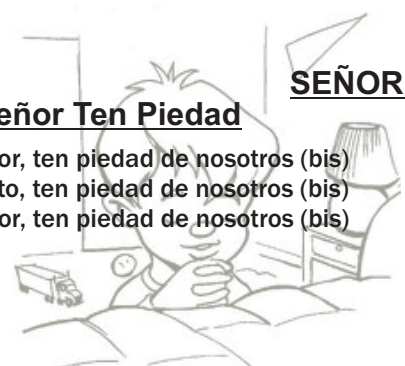 SEÑOR
eñor Ten Piedad
or, ten piedad de nosotros (bis)
to, ten piedad de nosotros (bis)
or, ten piedad de nosotros (bis)